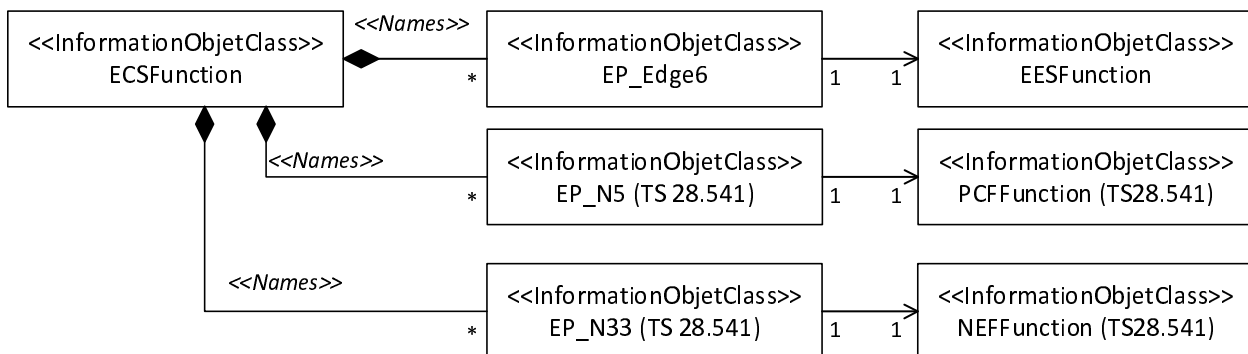 <<InformationObjetClass>>
ECSFunction
<<Names>>
*
<<InformationObjetClass>>
EP_Edge6
1
1
<<InformationObjetClass>>
EESFunction
<<Names>>
*
<<InformationObjetClass>>
EP_N5 (TS 28.541)
1
1
<<InformationObjetClass>>
PCFFunction (TS28.541)
<<Names>>
*
<<InformationObjetClass>>
EP_N33 (TS 28.541)
1
1
<<InformationObjetClass>>
NEFFunction (TS28.541)